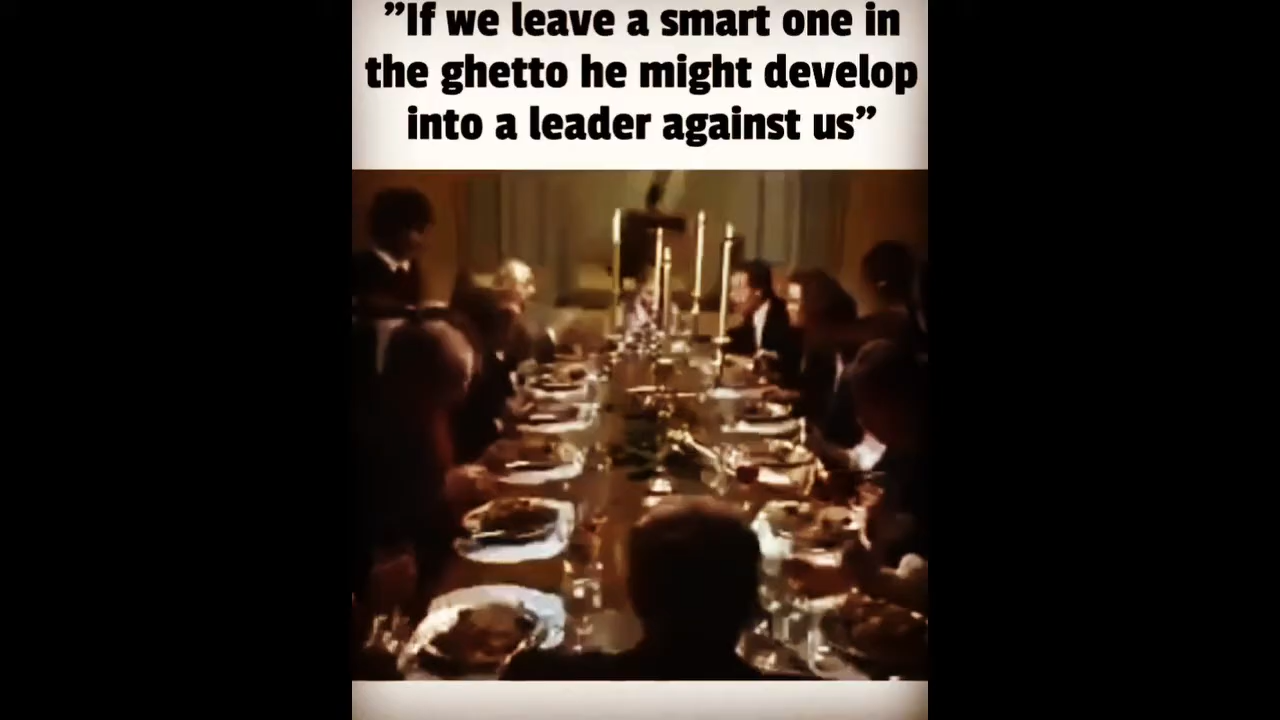 ”If we leave a smart one in
the ghetto he might develop
into a leader against us”